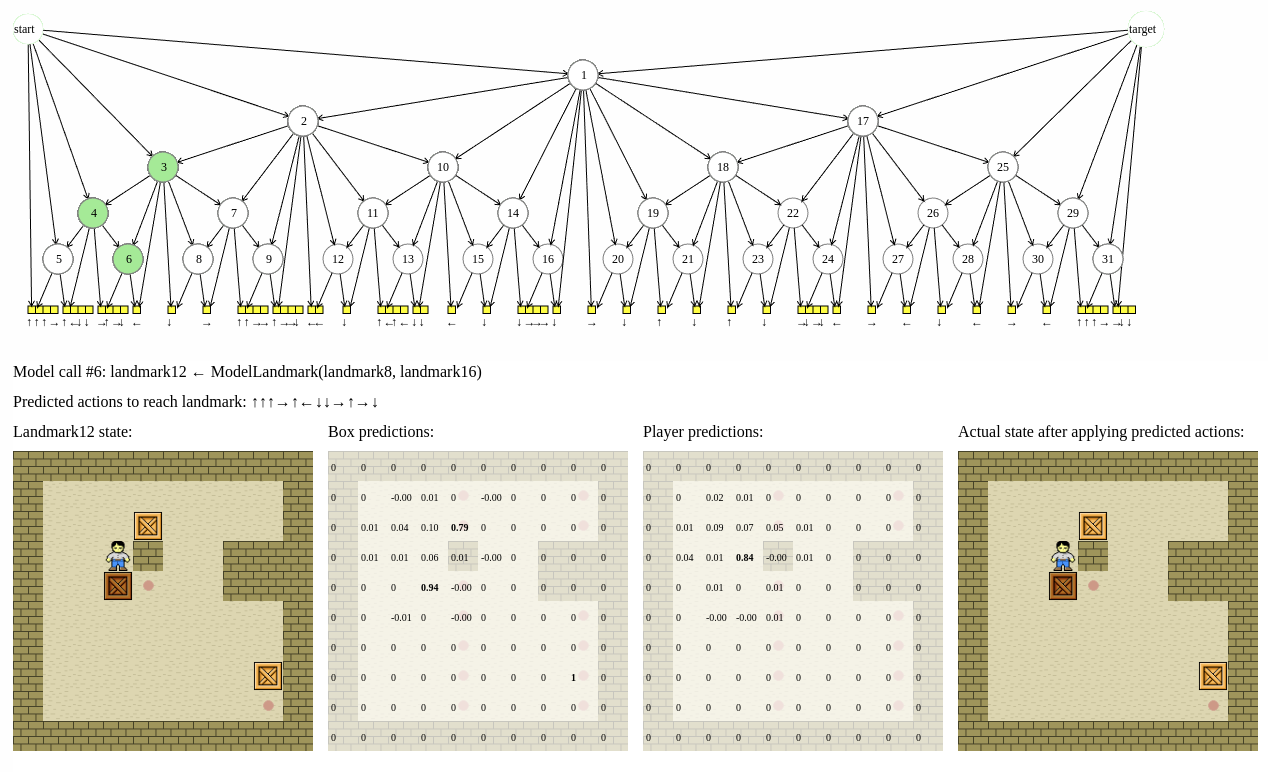 start
target
1
2
17
3
10
18
25
4
7
11
14
19
22
26
29
5
6
8
9
12
13
15
16
20
21
23
24
27
28
30
31
Model call #6: landmark12 ← ModelLandmark(landmark8, landmark16)
Predicted actions to reach landmark: ↑↑↑→↑←↓↓→↑→↓
Landmark12 state:
Box predictions:
Player predictions:
Actual state after applying predicted actions:
0 0 0 0 0 0 0 0 0 0
0 0 -0.00 0.01 0 -0.00 0 0 0 0
0 0.01 0.04 0.10 0.79 0 0 0 0 0
0 0.01 0.01 0.06 0.01 -0.00 0 0 0 0
0 0 0 0.94 -0.00 0 0 0 0 0
0 0 -0.01 0 -0.00 0 0 0 0 0
0 0 0 0 0 0 0 0 0 0
0 0 0 0 0 0 0 0 1 0
0 0 0 0 0 0 0 0 0 0
0 0 0 0 0 0 0 0 0 0
0 0 0 0 0 0 0 0 0 0
0 0 0.02 0.01 0 0 0 0 0 0
0 0.01 0.09 0.07 0.05 0.01 0 0 0 0
0 0.04 0.01 0.84 -0.00 0.01 0 0 0 0
0 0 0.01 0 0.01 0 0 0 0 0
0 0 -0.00 -0.00 0.01 0 0 0 0 0
0 0 0 0 0 0 0 0 0 0
0 0 0 0 0 0 0 0 0 0
0 0 0 0 0 0 0 0 0 0
0 0 0 0 0 0 0 0 0 0